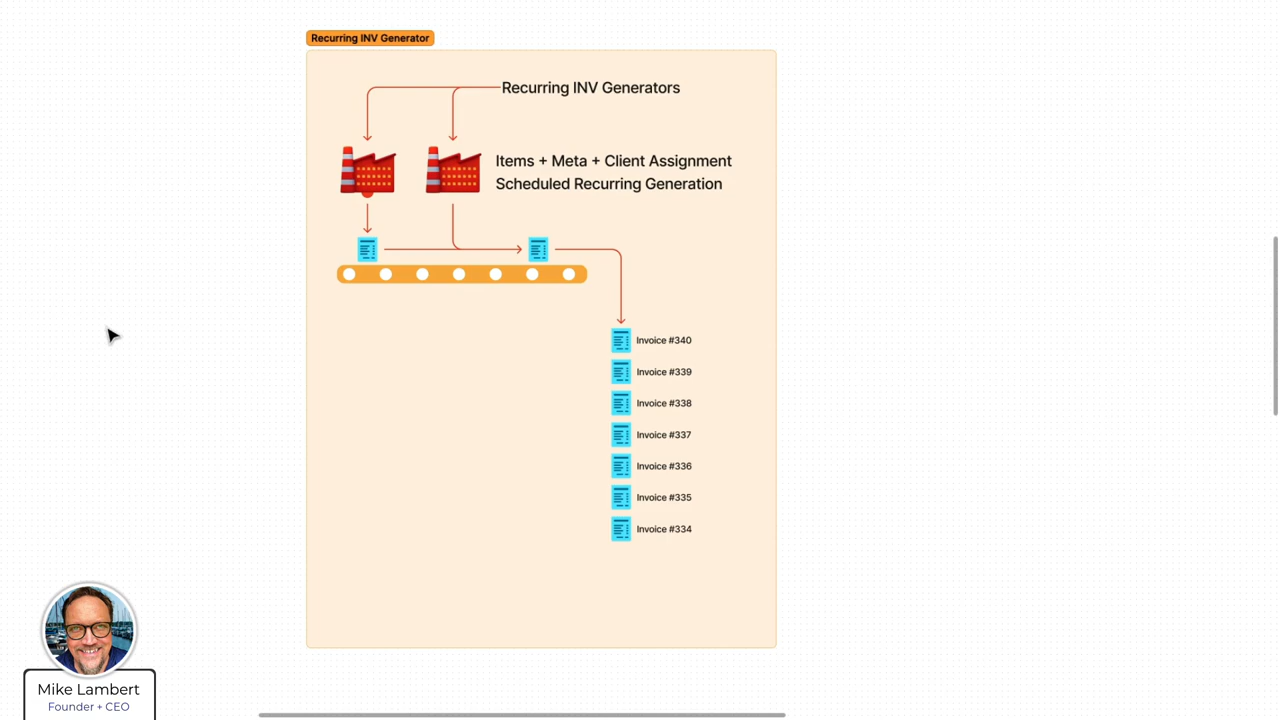 Recurring INV Generator
Recurring INV Generators
Items + Meta + Client Assignment
Scheduled Recurring Generation
Invoice #340
Invoice #339
Invoice #338
Invoice #337
Invoice #336
Invoice #335
Invoice #334
Mike Lambert
Founder + CEO